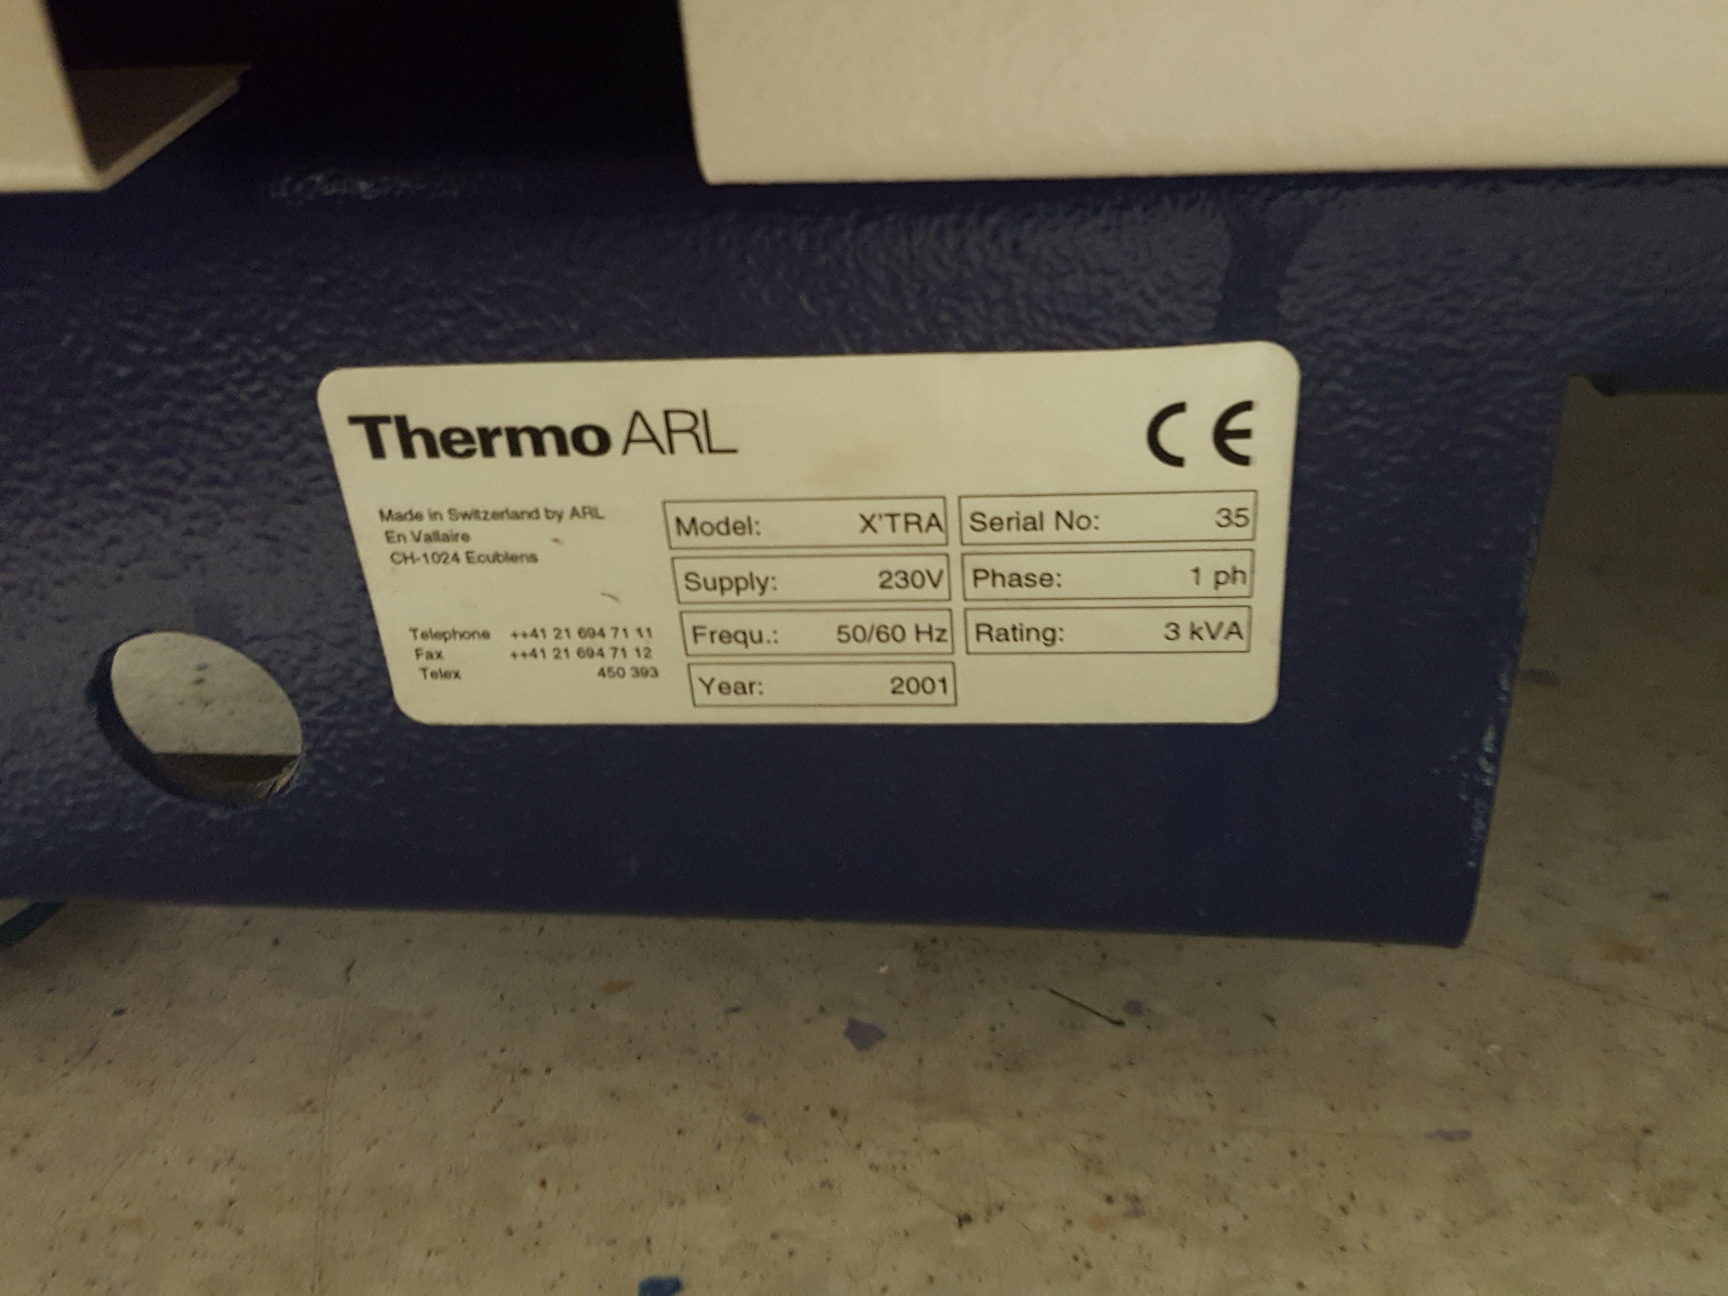 Thermo ARL
CE
Made in Switzerland by ARL
En Vallaire
CH-1024 Ecublens
Telephone ++41 21 694 71 11
Fax ++41 21 694 71 12
Telex 450 393
Model: X'TRA
Serial No: 35
Supply: 230V
Phase: 1 ph
Frequ.: 50/60 Hz
Rating: 3 kVA
Year: 2001